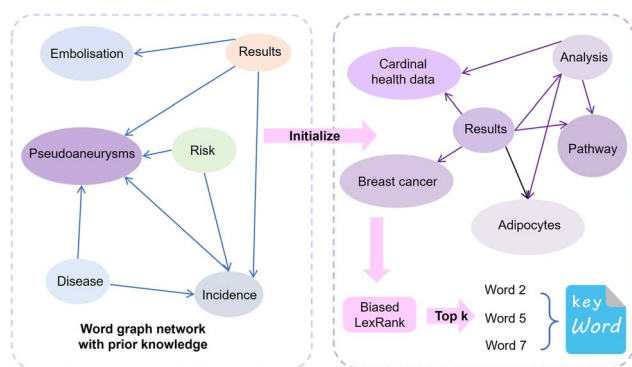 Embolisation
Results
Pseudoaneurysms
Risk
Disease
Incidence
Word graph network
with prior knowledge
Initialize
Cardinal
health data
Analysis
Results
Pathway
Breast cancer
Adipocytes
Biased
LexRank
Top k
Word 2
Word 5
Word 7
key
Word